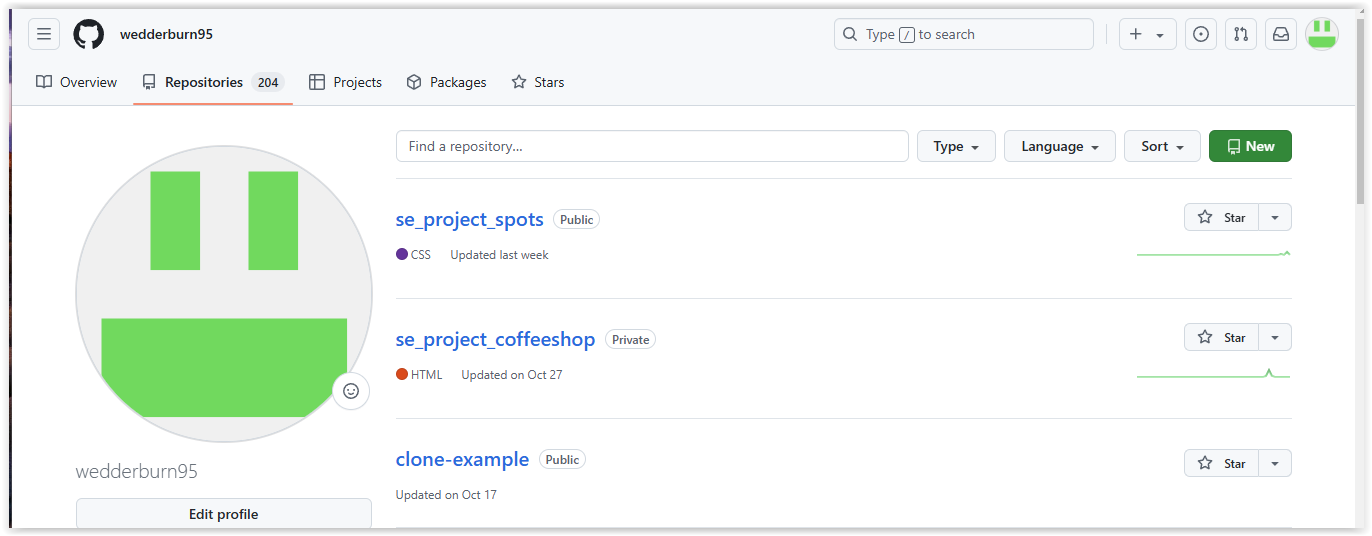 wedderburn95
Type / to search
Overview Repositories 204 Projects Packages Stars
Find a repository... Type Language Sort New
se_project_spots Public Star
CSS Updated last week
se_project_coffeeshop Private Star
HTML Updated on Oct 27
clone-example Public Star
Updated on Oct 17
wedderburn95
Edit profile